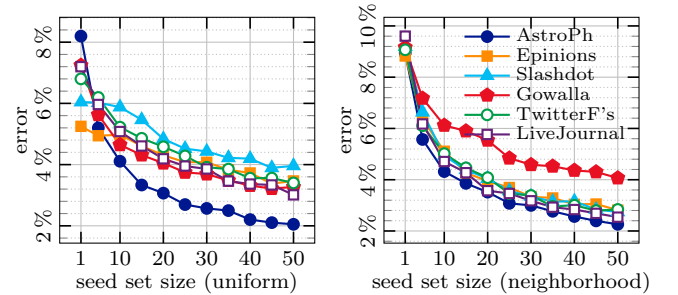 error
8 %
6 %
4 %
2 %
1 10 20 30 40 50
seed set size (uniform)
error
10 %
8 %
6 %
4 %
2 %
AstroPh
Epinions
Slashdot
Gowalla
TwitterF's
LiveJournal
1 10 20 30 40 50
seed set size (neighborhood)